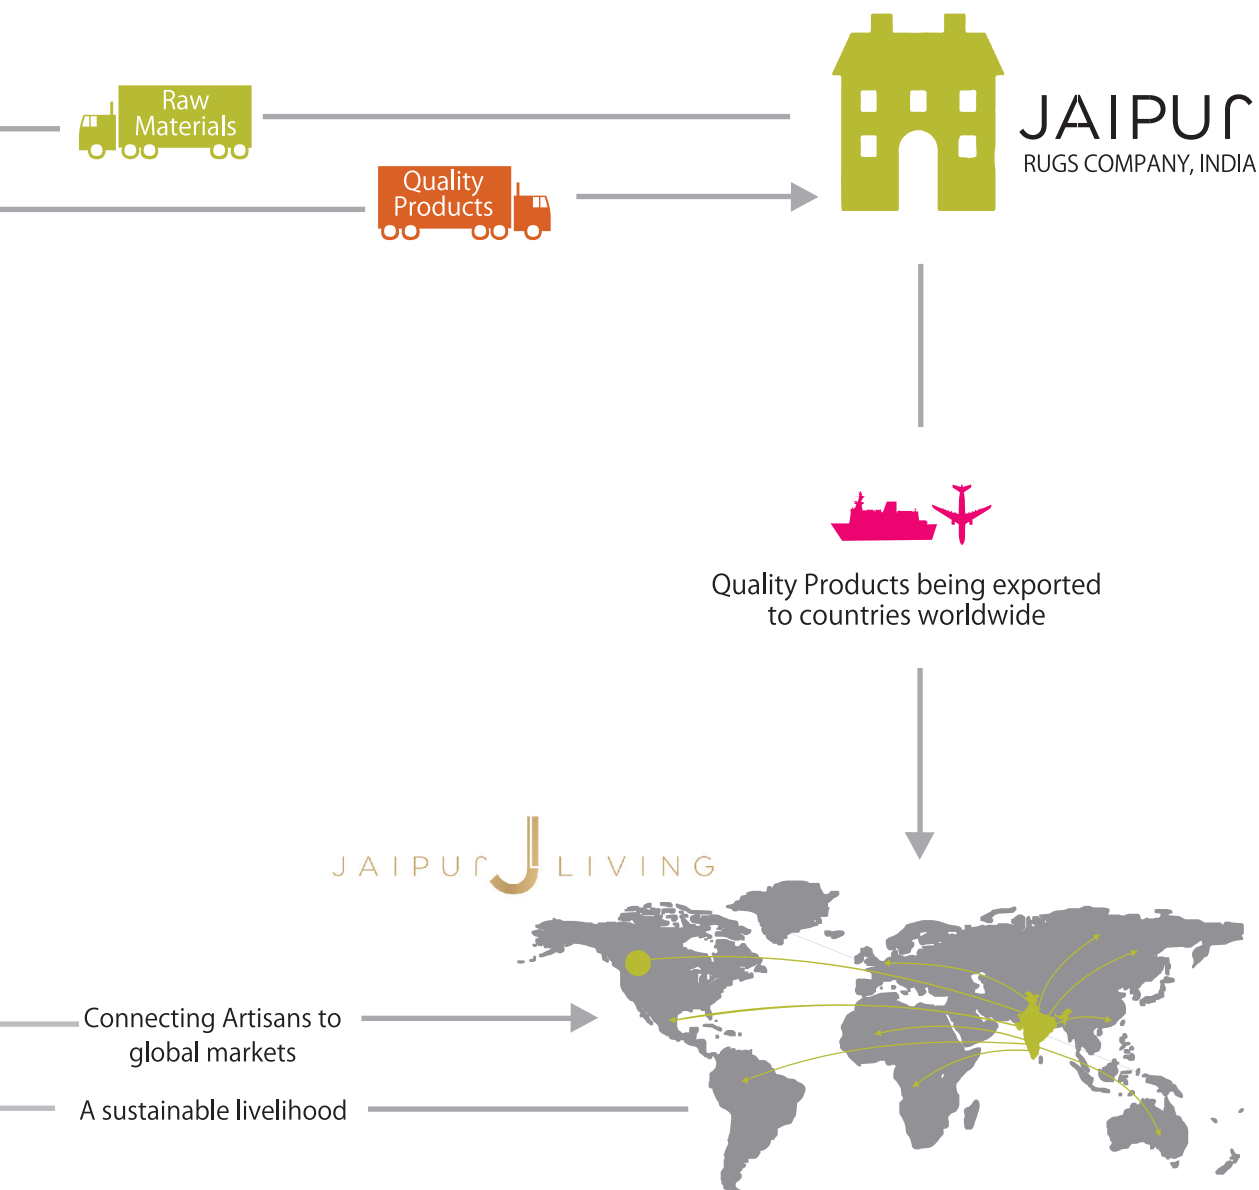 Raw
Materials
JAIPUR
RUGS COMPANY, INDIA
Quality
Products
Quality Products being exported
to countries worldwide
JAIPUR J LIVING
Connecting Artisans to
global markets
A sustainable livelihood